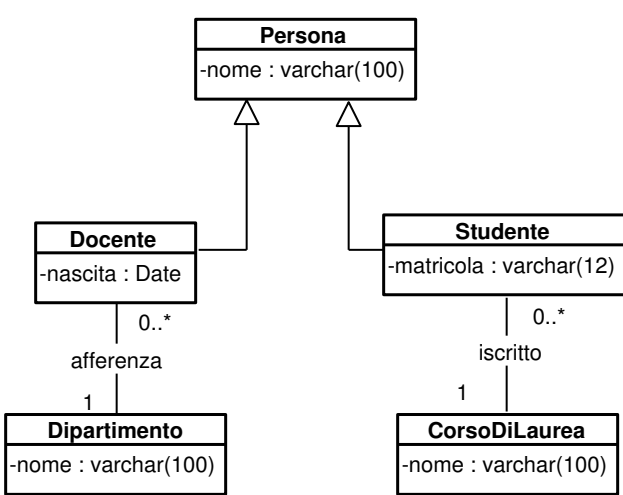 Persona
-nome : varchar(100)
Docente
-nascita : Date
Studente
-matricola : varchar(12)
0..*
afferenza
1
0..*
iscritto
1
Dipartimento
-nome : varchar(100)
CorsoDiLaurea
-nome : varchar(100)